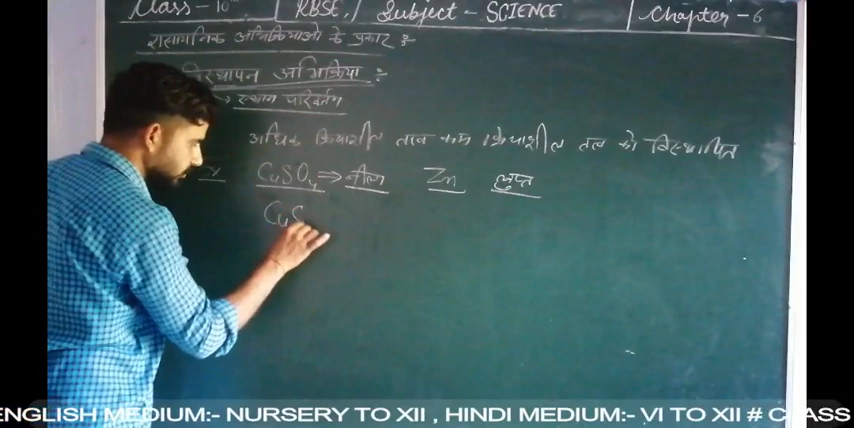 Class-10 | RBSE, | Subject - SCIENCE | Chapter -6
रासायनिक अभिक्रियाओं के प्रकार :-
विस्थापन अभिक्रिया :-
→ स्थान परिवर्तन
अधिक क्रियाशील तत्व कम क्रियाशील तत्व को विस्थापित
CuSO4 ⇒ नीला Zn लुप्त
CuS
ENGLISH MEDIUM:- NURSERY TO XII , HINDI MEDIUM:- VI TO XII # CLASS